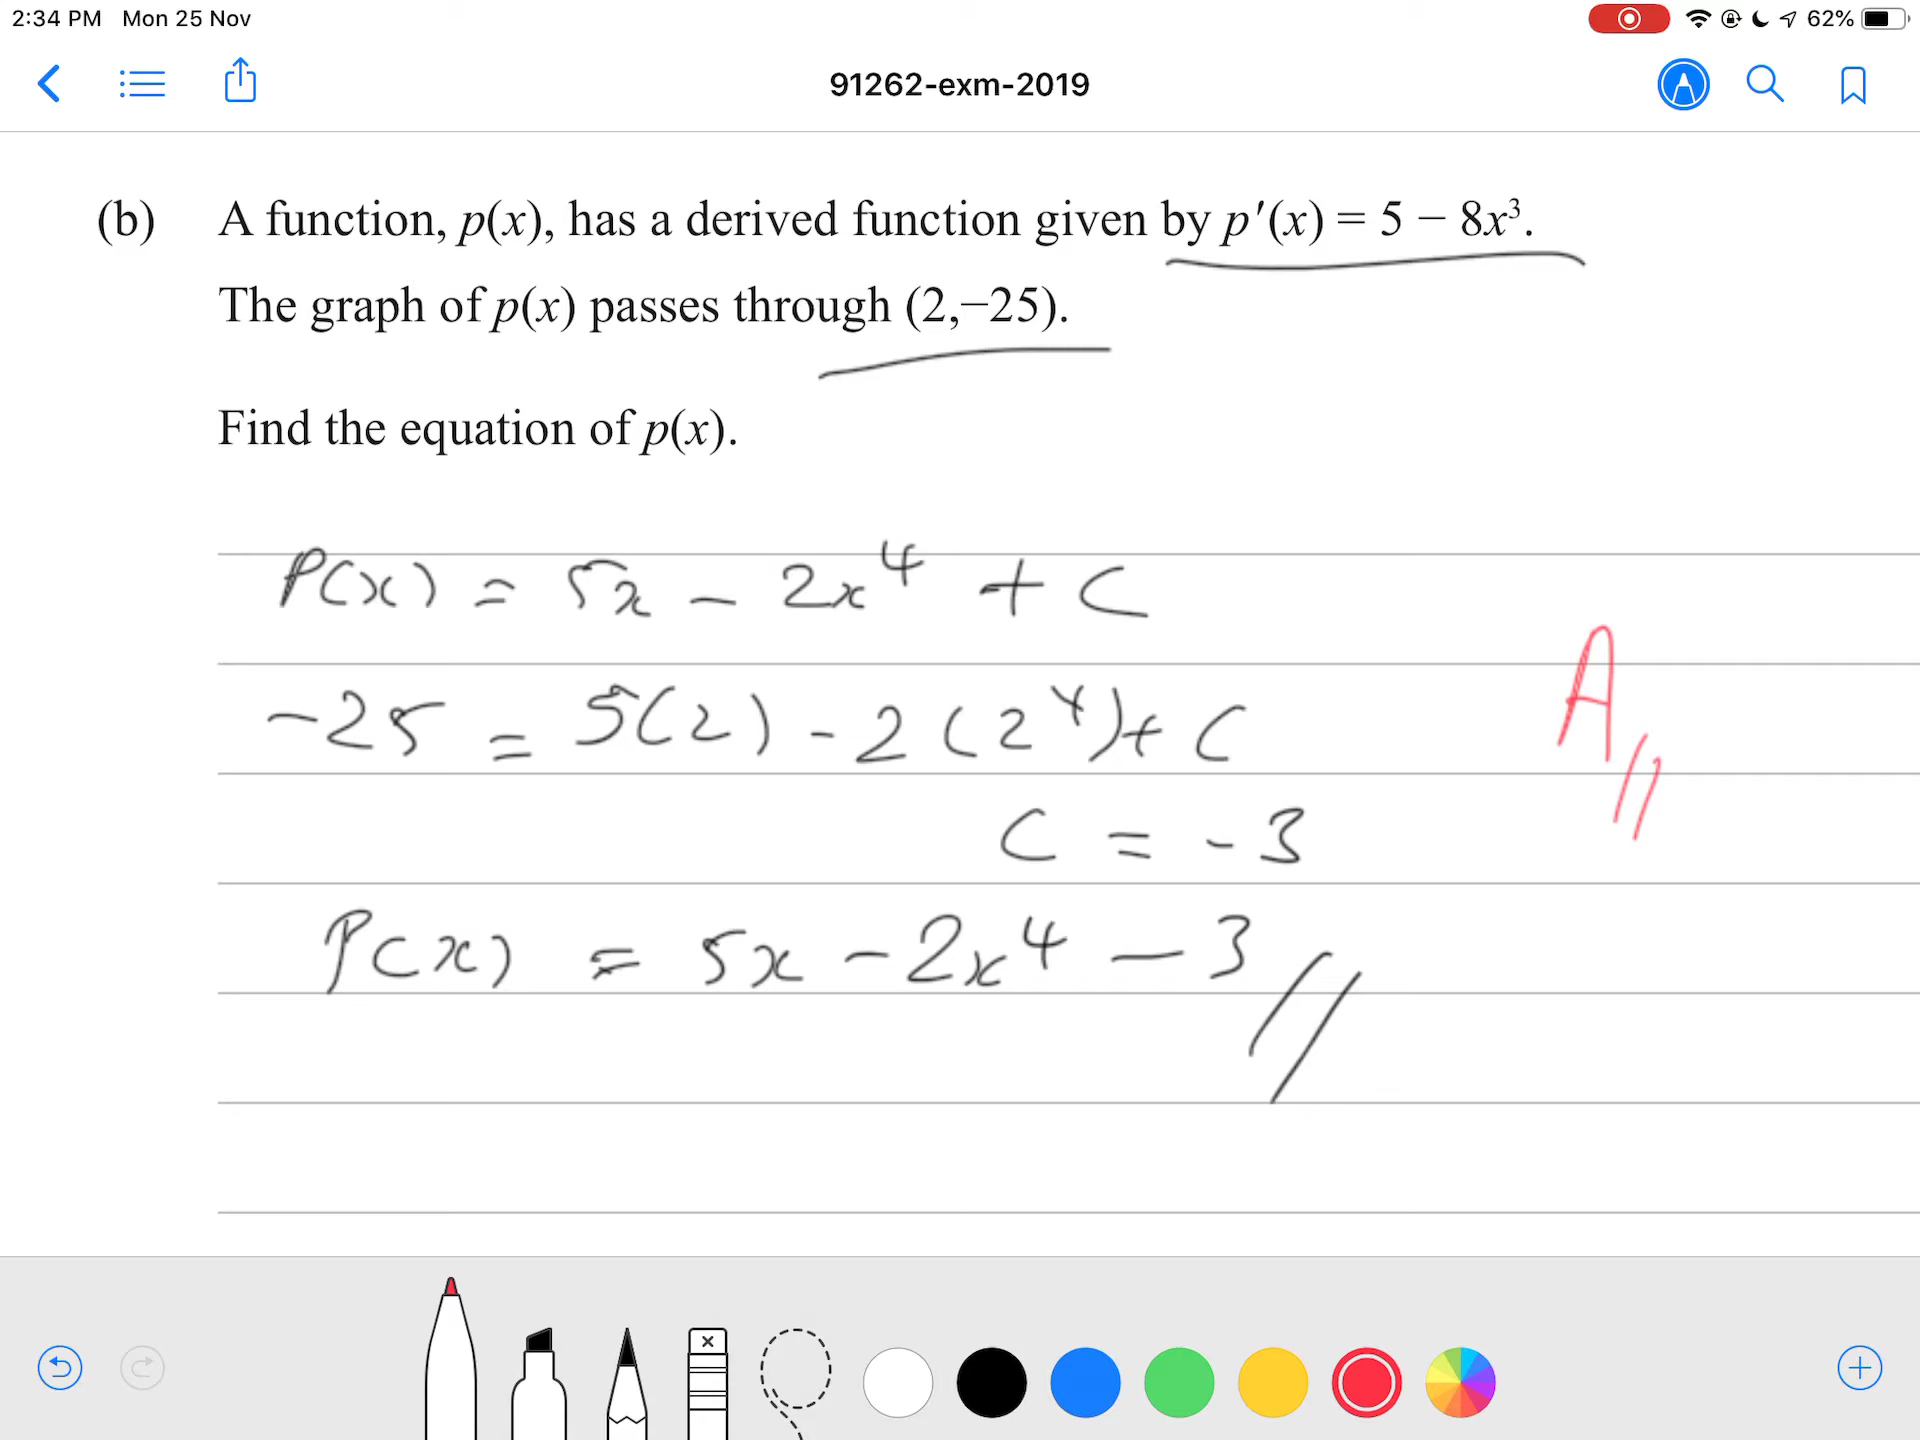 2:34 PM Mon 25 Nov 62%
91262-exm-2019
(b) A function, p(x), has a derived function given by p′(x) = 5 − 8x³.
The graph of p(x) passes through (2,−25).
Find the equation of p(x).
P(x) = 5x − 2x⁴ + C
-25 = 5(2) - 2(2⁴) + C
C = -3
A//
P(x) = 5x - 2x⁴ - 3//